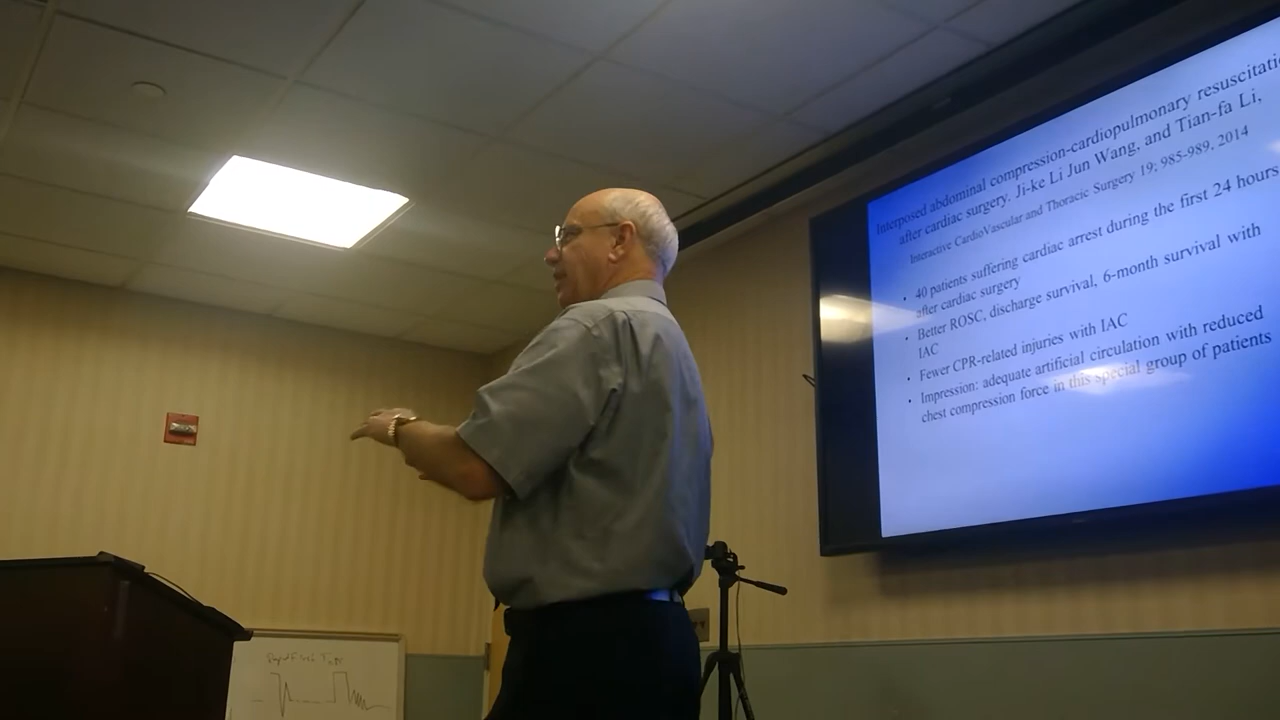 Interposed abdominal compression-cardiopulmonary resuscitati
after cardiac surgery. Ji-ke Li Jun Wang, and Tian-fa Li,
Interactive CardioVascular and Thoracic Surgery 19; 985-989, 2014
• 40 patients suffering cardiac arrest during the first 24 hours
after cardiac surgery
• Better ROSC, discharge survival, 6-month survival with
IAC
• Fewer CPR-related injuries with IAC
• Impression: adequate artificial circulation with reduced
chest compression force in this special group of patients